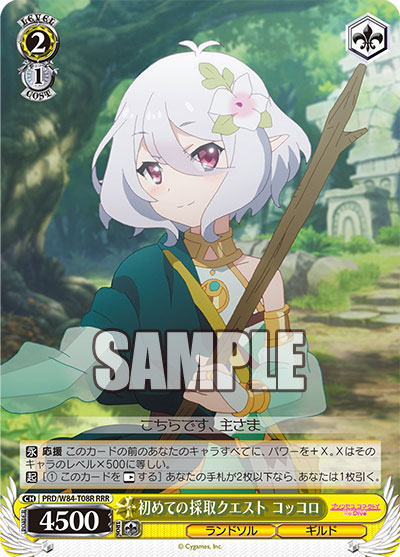 LEVEL
2
1
COST
SAMPLE
こちらです、主さま
永 応援 このカードの前のあなたのキャラすべてに、パワーを+X。Xはその
キャラのレベル×500に等しい。
起 [① このカードを【レスト】する] あなたの手札が2枚以下なら、あなたは1枚引く。
CH PRD/W84-T08R RRR
POWER
4500
SOUL
初めての採取クエスト コッコロ
ランドソル
ギルド
© Cygames, Inc.